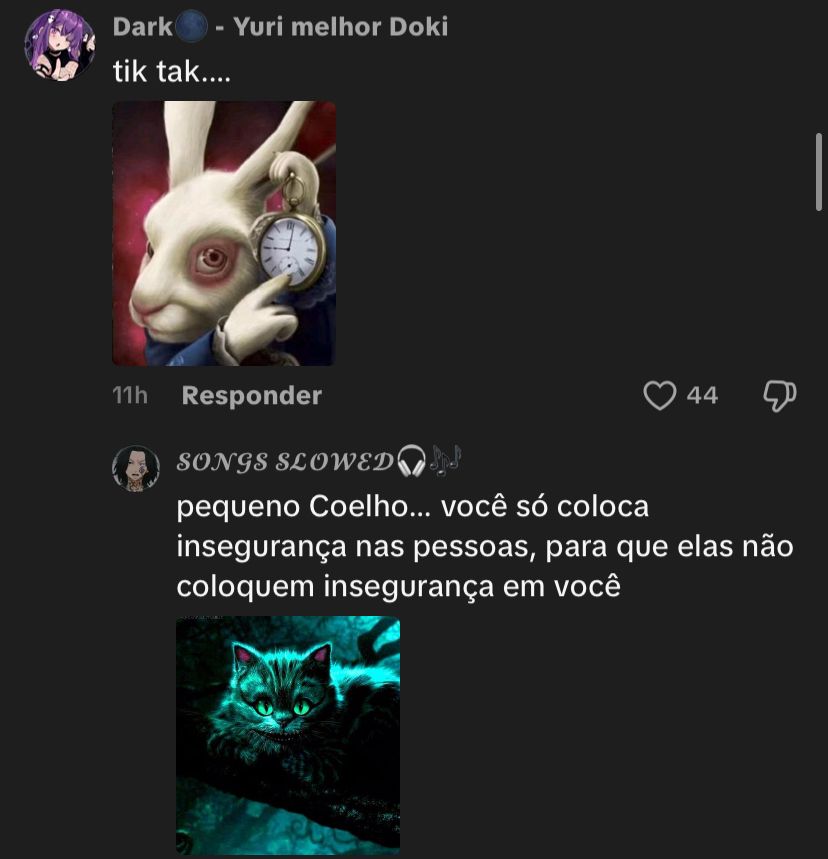 Dark🌑 - Yuri melhor Doki
tik tak....
11h Responder 44
𝓢𝓞𝓝𝓖𝓢 𝓢𝓛𝓞𝓦𝓔𝓓🎧🎶
pequeno Coelho... você só coloca
insegurança nas pessoas, para que elas não
coloquem insegurança em você